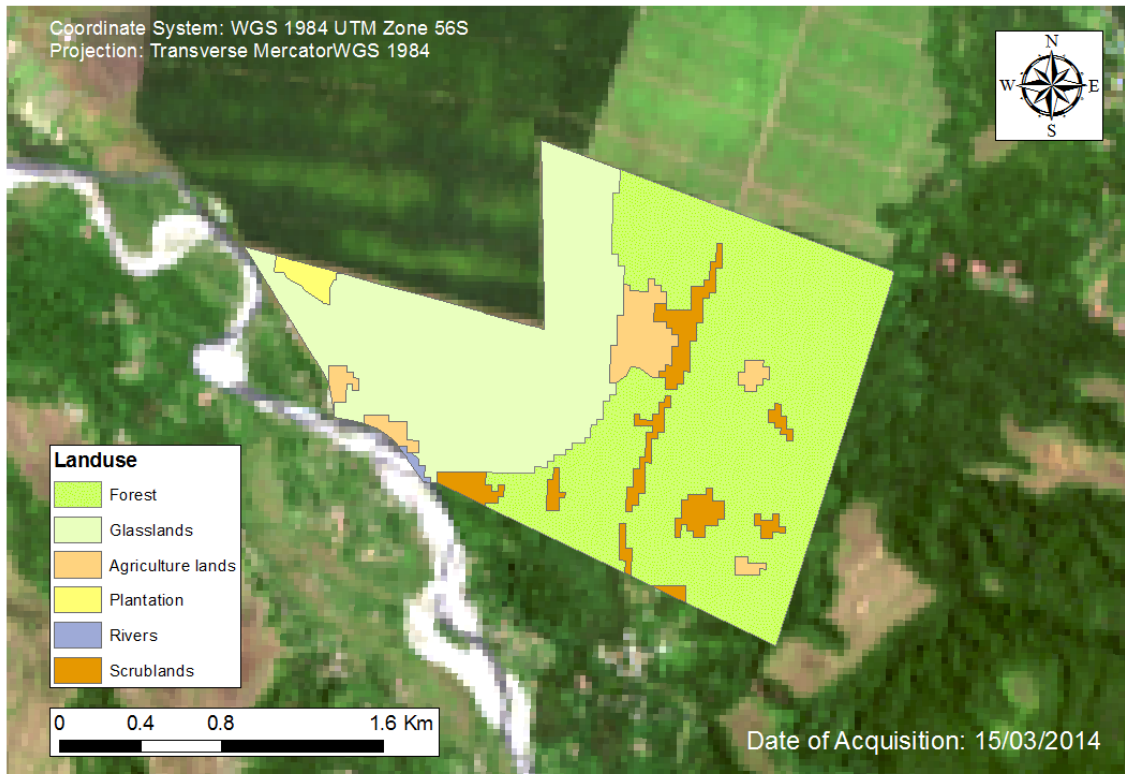 Coordinate System: WGS 1984 UTM Zone 56S
Projection: Transverse MercatorWGS 1984
N
W E
S
Landuse
Forest
Glasslands
Agriculture lands
Plantation
Rivers
Scrublands
0 0.4 0.8 1.6 Km
Date of Acquisition: 15/03/2014